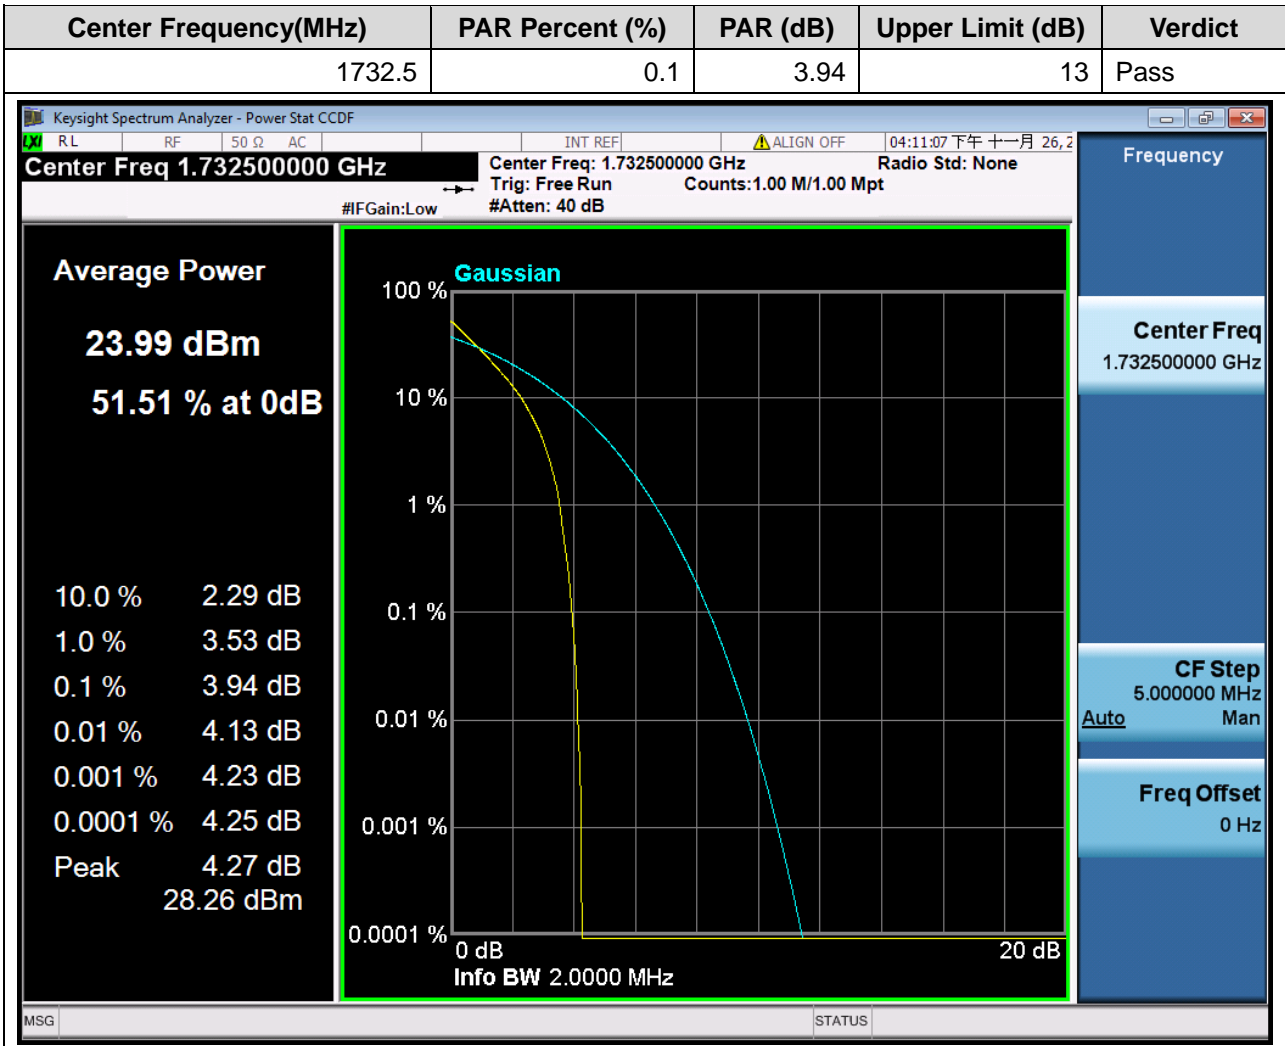 Center Frequency(MHz) PAR Percent (%) PAR (dB) Upper Limit (dB) Verdict
1732.5 0.1 3.94 13 Pass
Keysight Spectrum Analyzer - Power Stat CCDF
LXI RL RF 50 Ω AC INT REF ALIGN OFF 04:11:07 下午 十一月 26, 2
Center Freq 1.732500000 GHz
Center Freq: 1.732500000 GHz Radio Std: None
Trig: Free Run Counts:1.00 M/1.00 Mpt
#IFGain:Low #Atten: 40 dB
Average Power
23.99 dBm
51.51 % at 0dB
10.0 % 2.29 dB
1.0 % 3.53 dB
0.1 % 3.94 dB
0.01 % 4.13 dB
0.001 % 4.23 dB
0.0001 % 4.25 dB
Peak 4.27 dB
28.26 dBm
Gaussian
100 %
10 %
1 %
0.1 %
0.01 %
0.001 %
0.0001 %
0 dB 20 dB
Info BW 2.0000 MHz
Frequency
Center Freq
1.732500000 GHz
CF Step
5.000000 MHz
Auto Man
Freq Offset
0 Hz
MSG STATUS